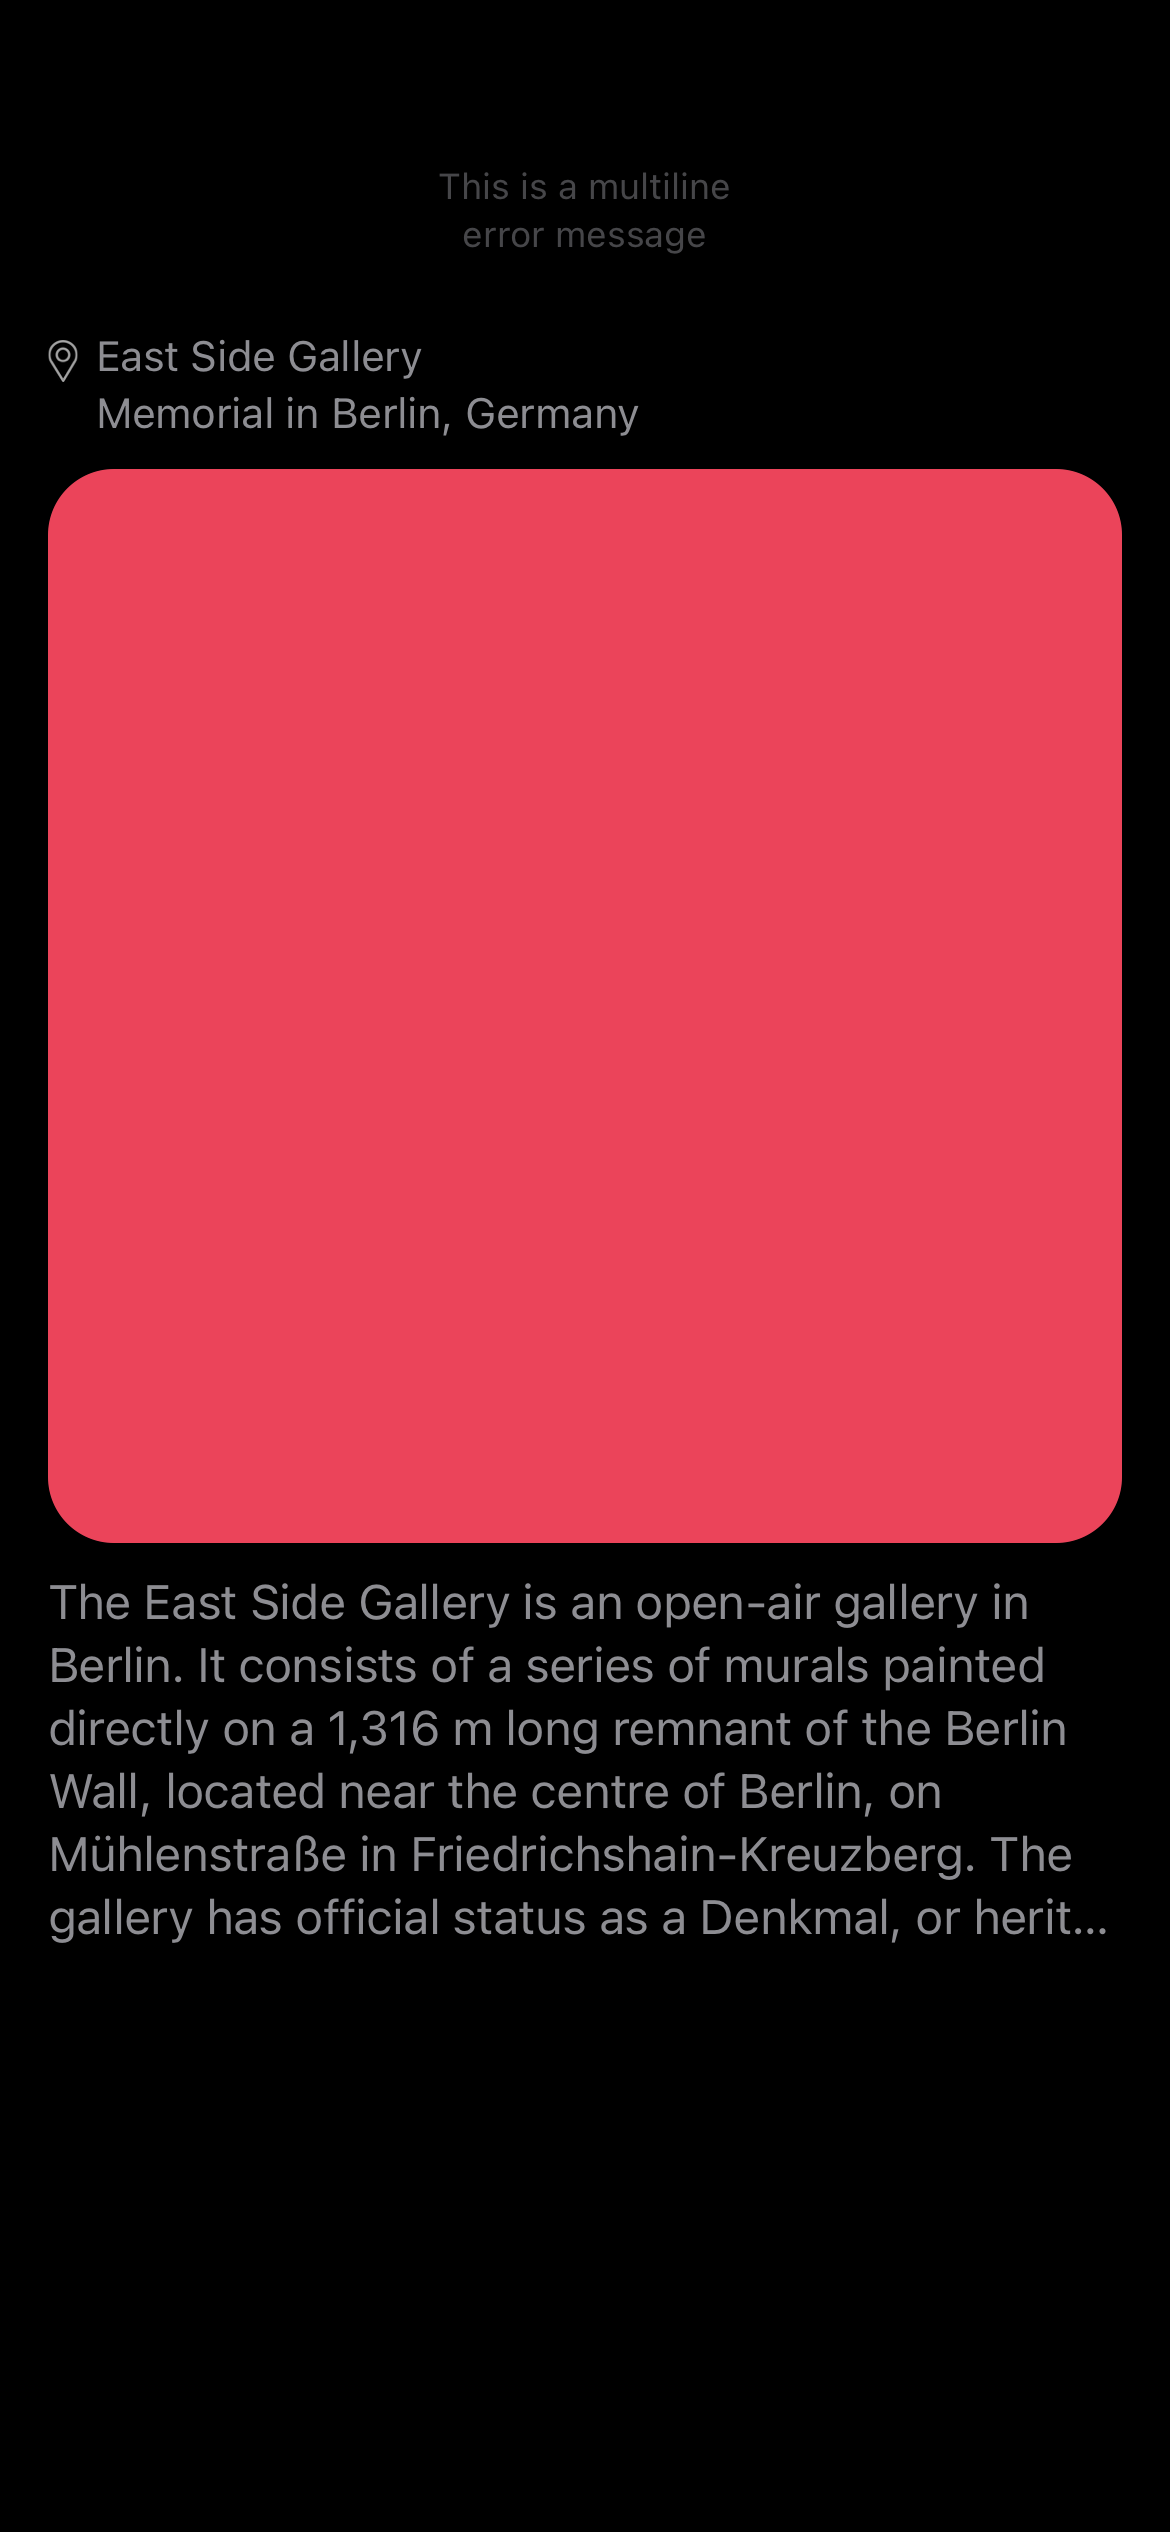 This is a multiline
error message
East Side Gallery
Memorial in Berlin, Germany
The East Side Gallery is an open-air gallery in
Berlin. It consists of a series of murals painted
directly on a 1,316 m long remnant of the Berlin
Wall, located near the centre of Berlin, on
Mühlenstraße in Friedrichshain-Kreuzberg. The
gallery has official status as a Denkmal, or herit...